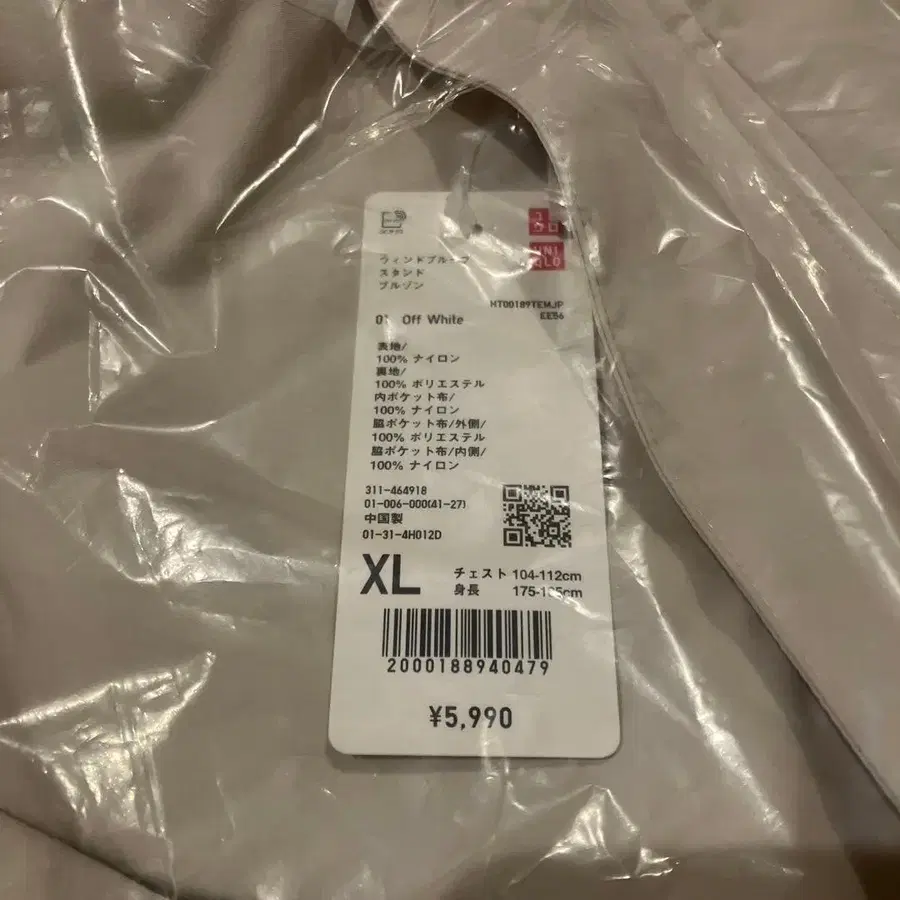 ユニ
クロ
UNI
QLO
ウィンドプルーフ
スタンド
ブルゾン
HT00189TEMJP
01 Off White EE56
表地/
100% ナイロン
裏地/
100% ポリエステル
内ポケット布/
100% ナイロン
脇ポケット布/外側/
100% ポリエステル
脇ポケット布/内側/
100% ナイロン
311-464918
01-006-000(41-27)
中国製
01-31-4H012D
XL チェスト 104-112cm
身長 175-185cm
2000188940479
¥5,990